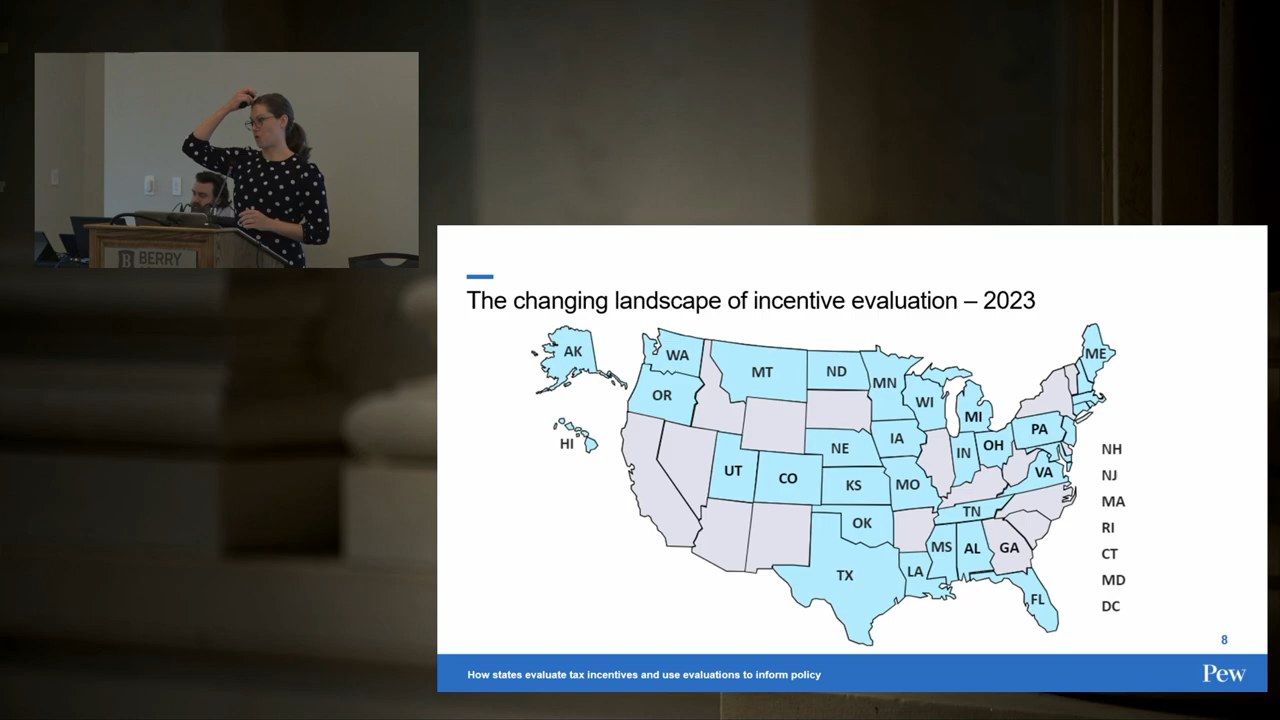 BERRY
The changing landscape of incentive evaluation – 2023
AK
WA
MT
ND
MN
ME
OR
WI
MI
PA
HI
NE
IA
IN
OH
NH
UT
CO
KS
MO
VA
NJ
OK
TN
MA
MS
AL
GA
RI
TX
LA
CT
FL
MD
DC
8
How states evaluate tax incentives and use evaluations to inform policy
Pew